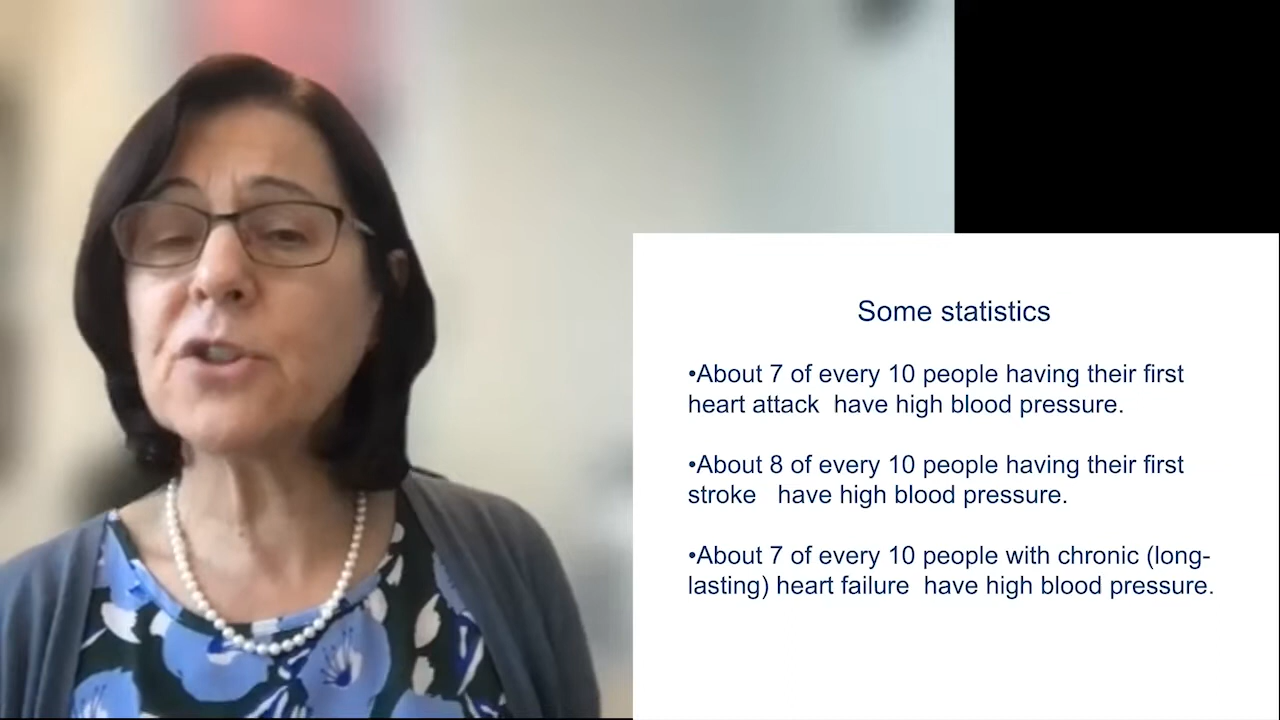 Some statistics
•About 7 of every 10 people having their first
heart attack  have high blood pressure.
•About 8 of every 10 people having their first
stroke   have high blood pressure.
•About 7 of every 10 people with chronic (long-
lasting) heart failure  have high blood pressure.